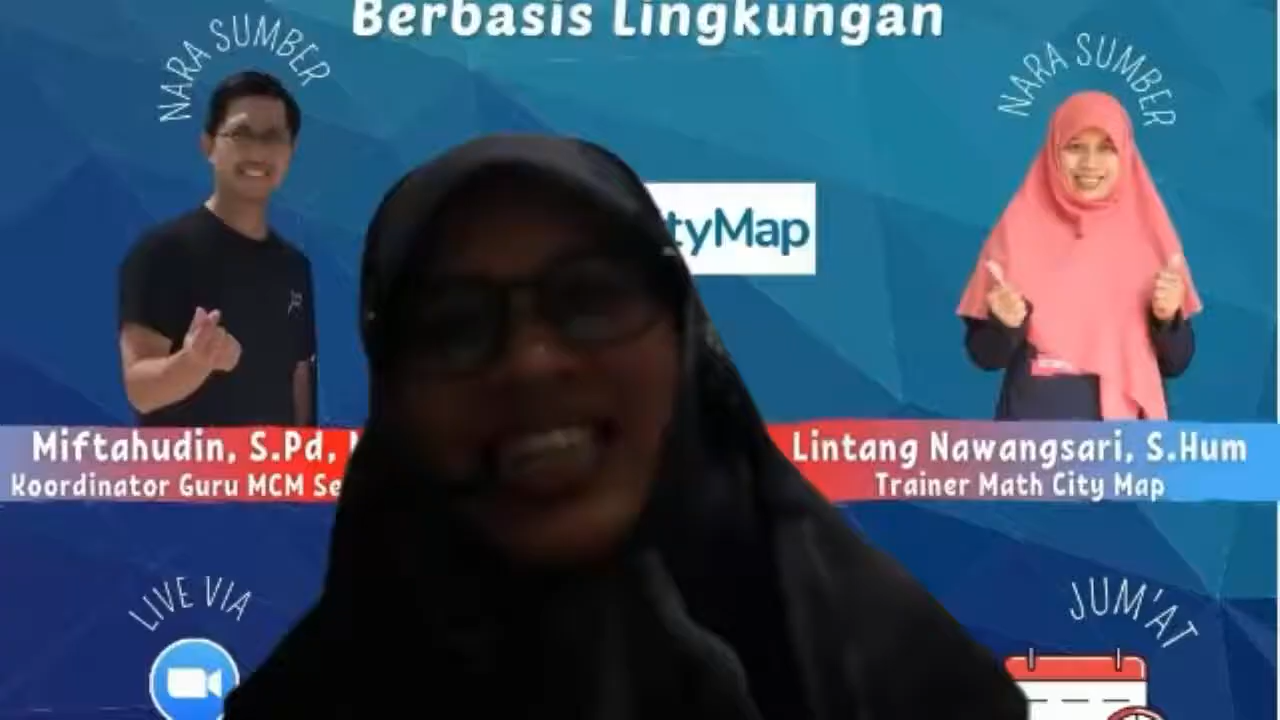 Berbasis Lingkungan
NARA SUMBER
NARA SUMBER
tyMap
Miftahudin, S.Pd,
Koordinator Guru MCM
Lintang Nawangsari, S.Hum
Trainer Math City Map
LIVE VIA
JUM'AT